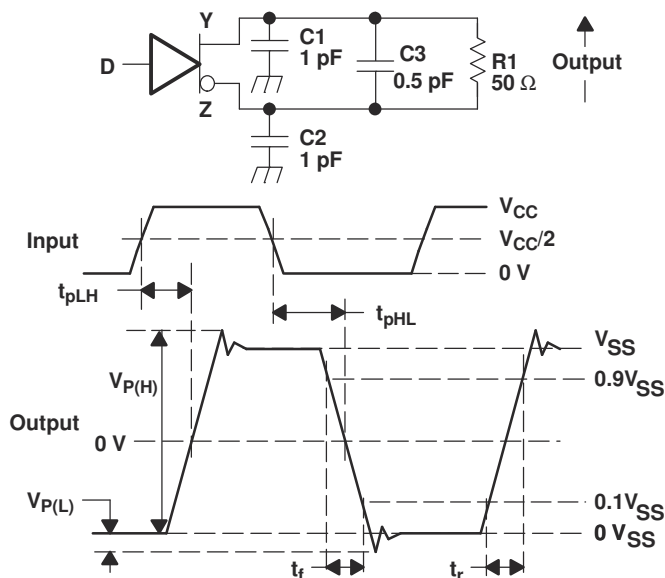 Y
C1
1 pF
C3
0.5 pF
R1
50 Ω
Output
D
Z
C2
1 pF
VCC
Input
VCC/2
0 V
tpLH
tpHL
VSS
VP(H)
0.9VSS
Output
0 V
VP(L)
0.1VSS
0 VSS
tf
tr